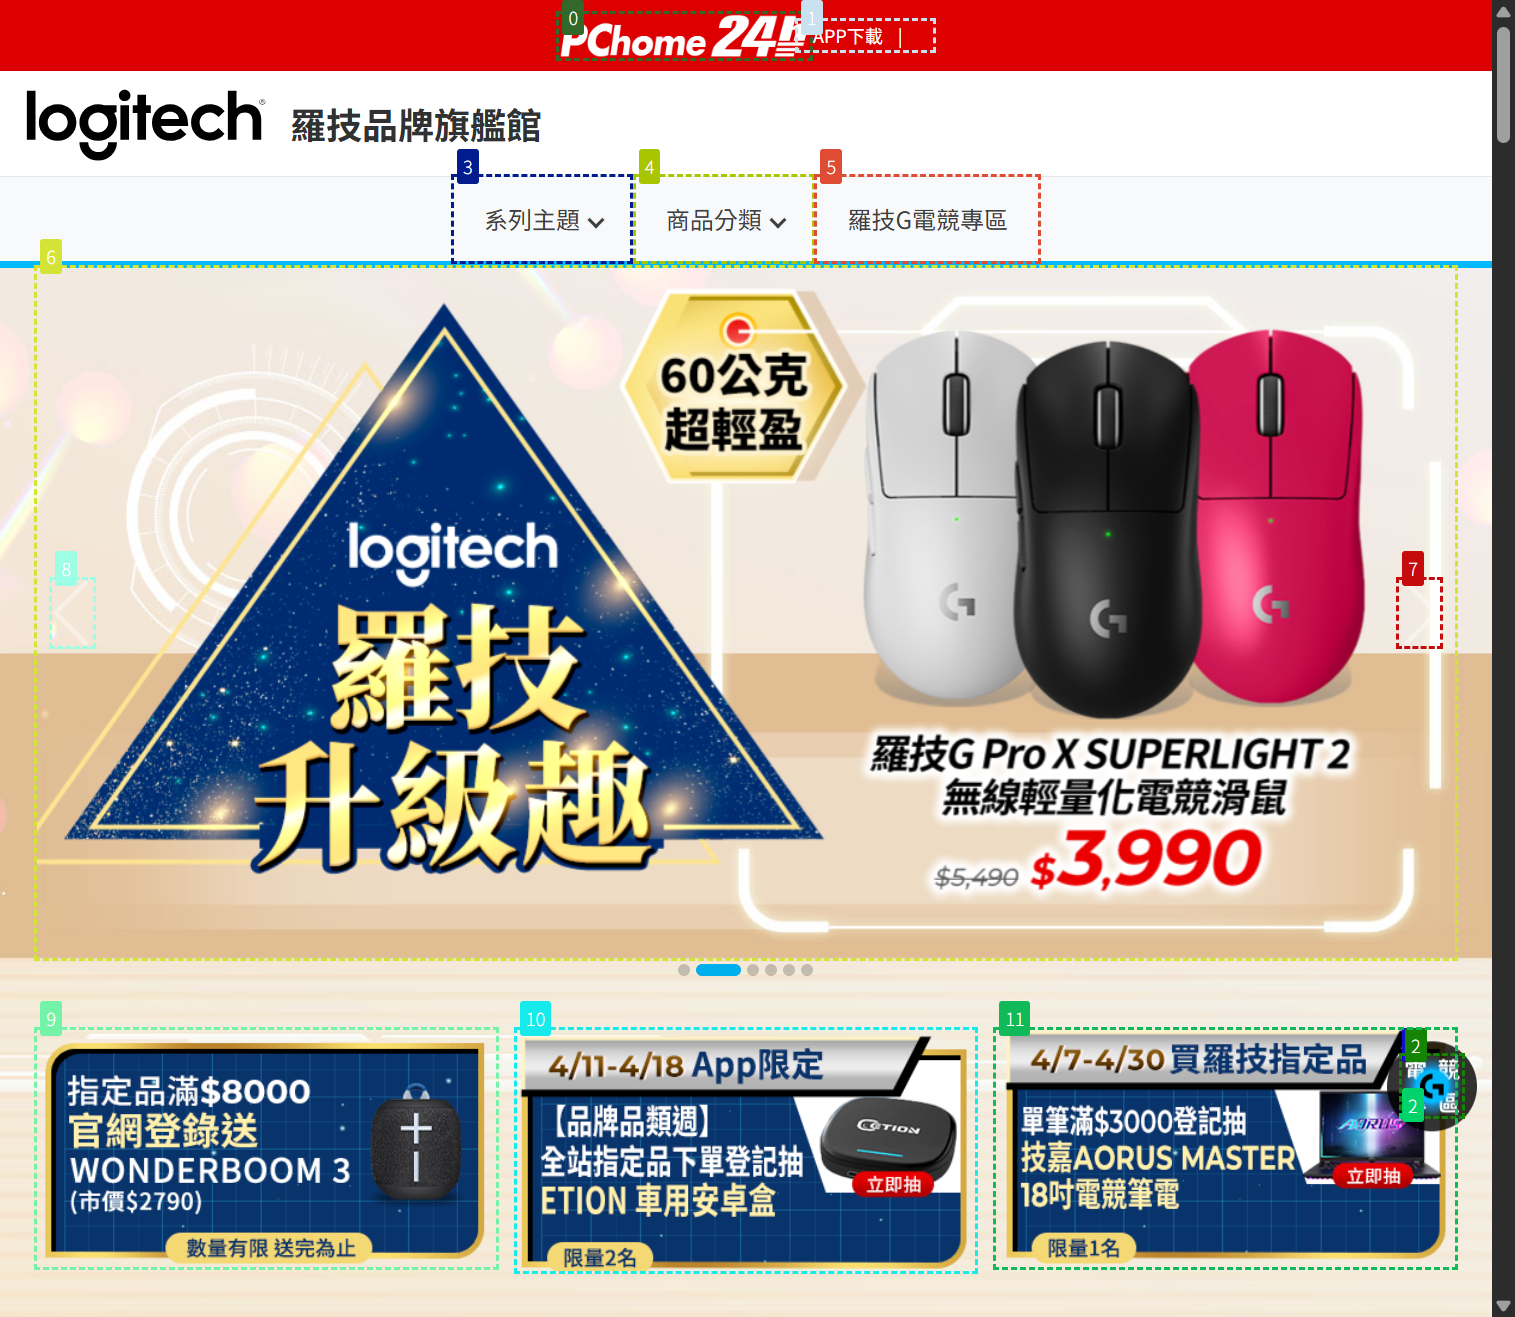 0
PChome 24h
1
APP下載 |
logitech
羅技品牌旗艦館
3
系列主題
4
商品分類
5
羅技G電競專區
6
60公克
超輕盈
logitech
羅技
升級趣
8
7
羅技G Pro X SUPERLIGHT 2
無線輕量化電競滑鼠
$5,490 $3,990
9
指定品滿$8000
官網登錄送
WONDERBOOM 3
(市價$2790)
數量有限 送完為止
10
4/11-4/18 App限定
【品牌品類週】
全站指定品下單登記抽
ETION 車用安卓盒
ETION
立即抽
限量2名
11
4/7-4/30 買羅技指定品
單筆滿$3000登記抽
技嘉AORUS MASTER
18吋電競筆電
AORUS
立即抽
限量1名
2
電競
區
2